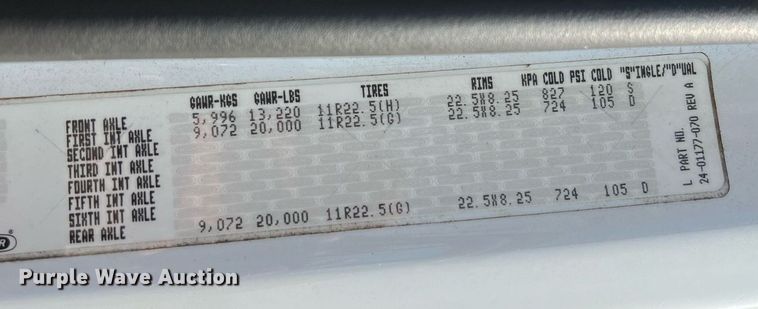 GAWR-KGS GAWR-LBS TIRES RIMS KPA COLD PSI COLD "S"INGLE/"D"UAL
FRONT AXLE 5,996 13,220 11R22.5(H) 22.5X8.25 827 120 S
FIRST INT AXLE 9,072 20,000 11R22.5(G) 22.5X8.25 724 105 D
SECOND INT AXLE
THIRD INT AXLE
FOURTH INT AXLE
FIFTH INT AXLE
SIXTH INT AXLE
REAR AXLE 9,072 20,000 11R22.5(G) 22.5X8.25 724 105 D
L PART NO.
24-01177-070 REV A
Purple Wave Auction